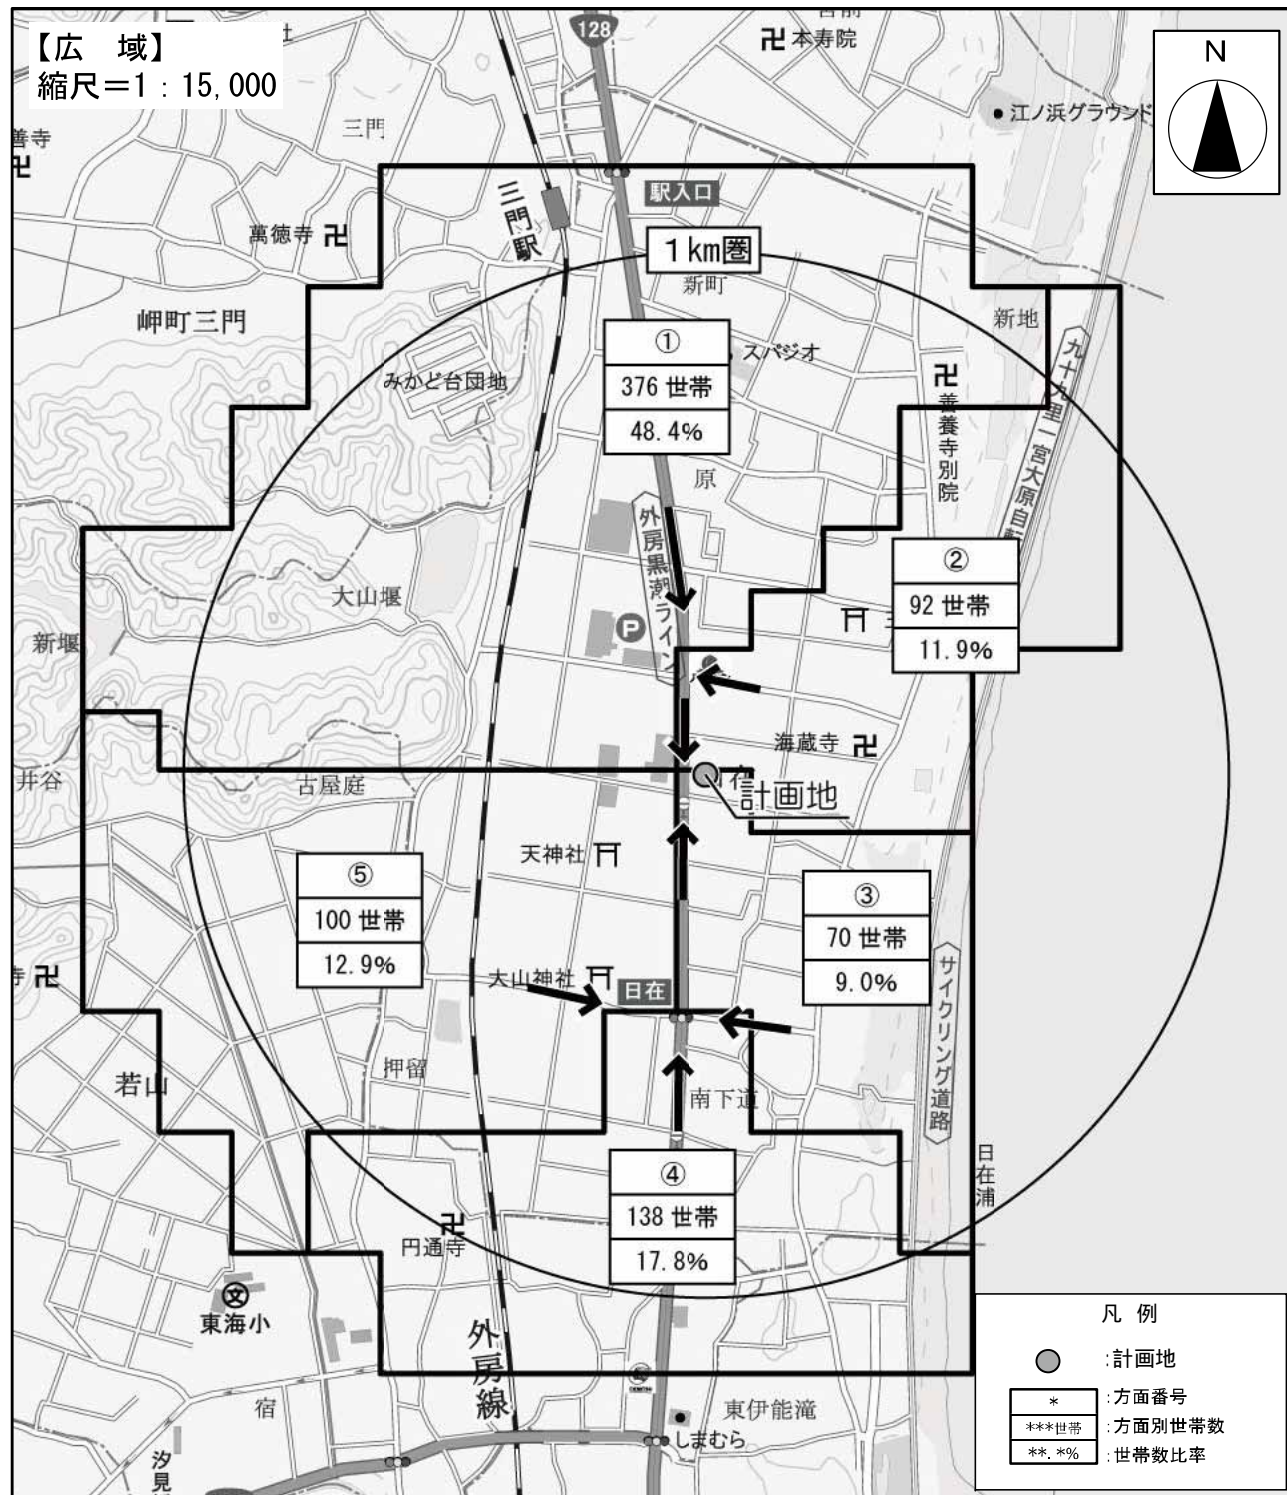 【広　域】
縮尺＝1：15,000
128
本寿院
N
江ノ浜グラウンド
三門
善寺
駅入口
三門駅
萬徳寺
1km圏
新町
岬町三門
新地
①
376 世帯
48.4%
スパジオ
みかど台団地
善養寺別院
九十九里一宮大原自転
原
外房黒潮ライン
②
92 世帯
11.9%
大山堰
新堰
P
海蔵寺
井谷
古屋庭
計画地
天神社
⑤
100 世帯
12.9%
③
70 世帯
9.0%
大山神社
日在
サイクリング道路
押留
若山
南下道
日在浦
④
138 世帯
17.8%
円通寺
文
東海小
外房線
宿
東伊能滝
しまむら
汐見
凡 例
：計画地
*
：方面番号
***世帯
：方面別世帯数
**.*%
：世帯数比率